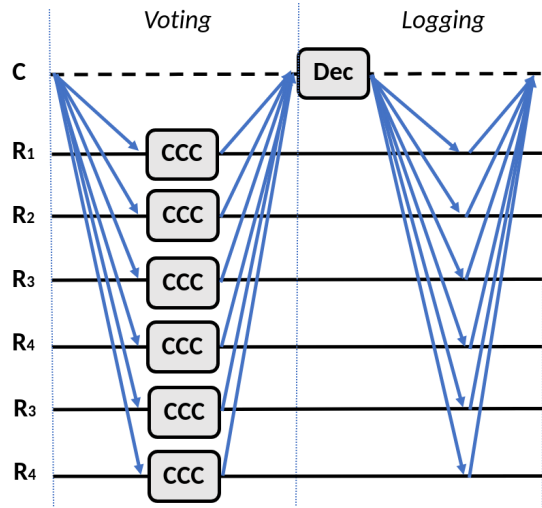 Voting Logging
C Dec
R1 CCC
R2 CCC
R3 CCC
R4 CCC
R3 CCC
R4 CCC